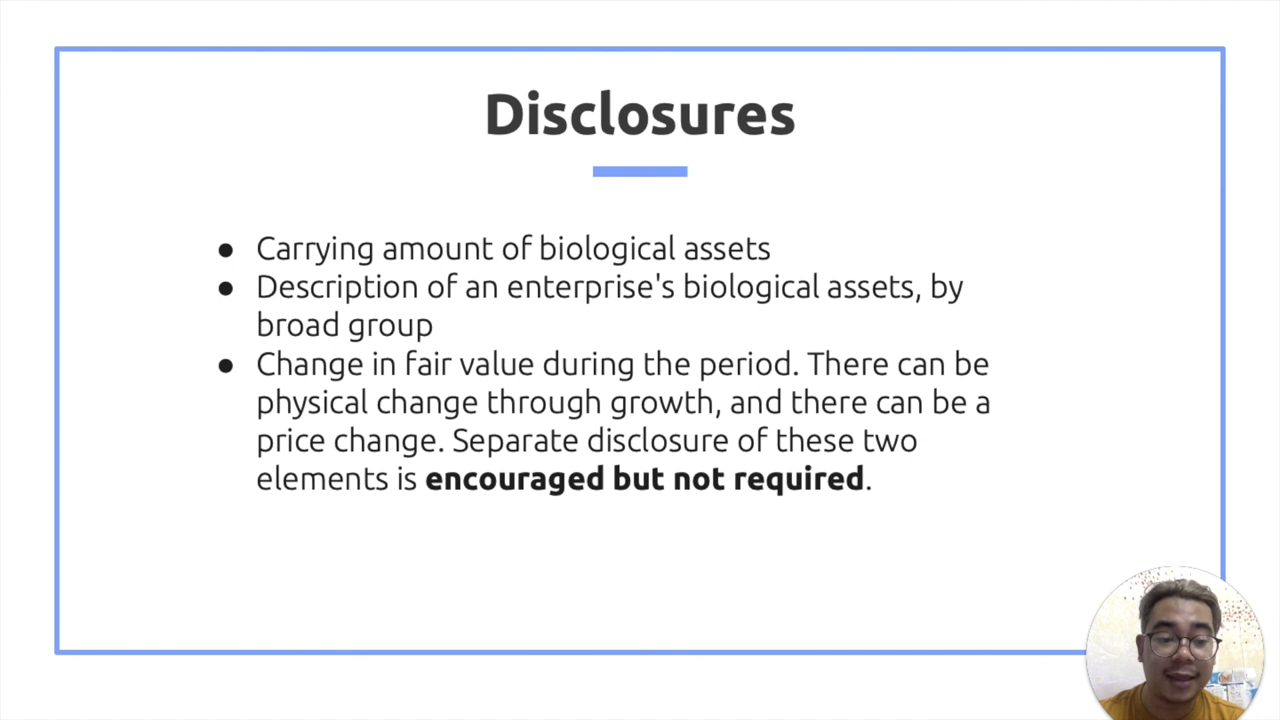 Disclosures
● Carrying amount of biological assets
● Description of an enterprise's biological assets, by
broad group
● Change in fair value during the period. There can be
physical change through growth, and there can be a
price change. Separate disclosure of these two
elements is encouraged but not required.